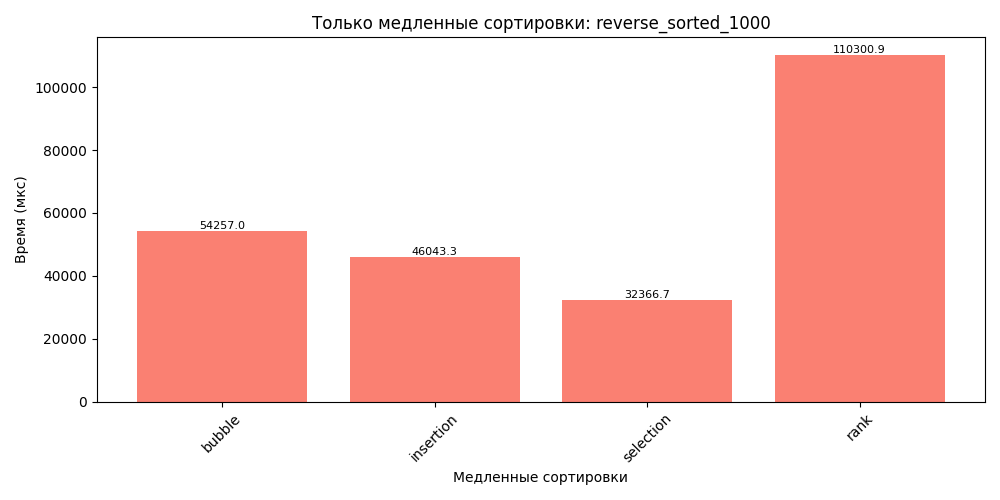 Только медленные сортировки: reverse_sorted_1000
110300.9
100000
80000
Время (мкс)
60000
54257.0
46043.3
40000
32366.7
20000
0
bubble
insertion
selection
rank
Медленные сортировки